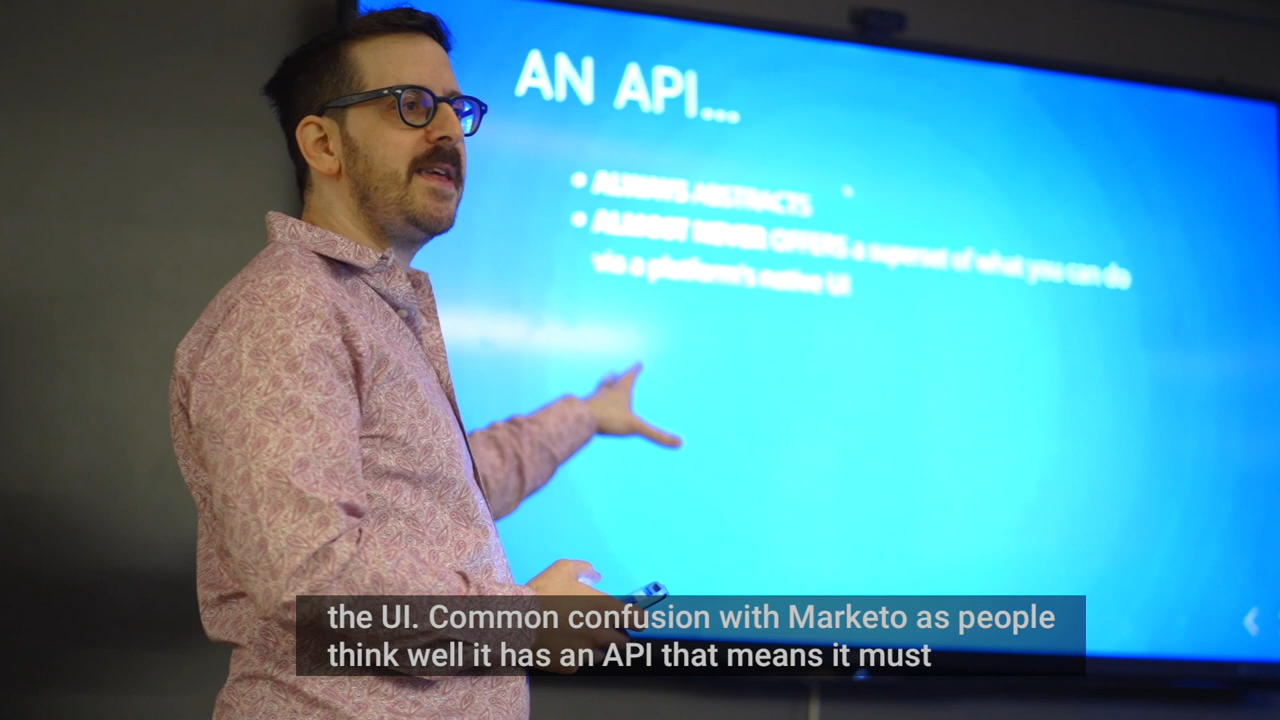 AN API...
• ALWAYS ABSTRACTS
• ALMOST NEVER OFFERS a superset of what you can do
via a platform's native UI
the UI. Common confusion with Marketo as people
think well it has an API that means it must